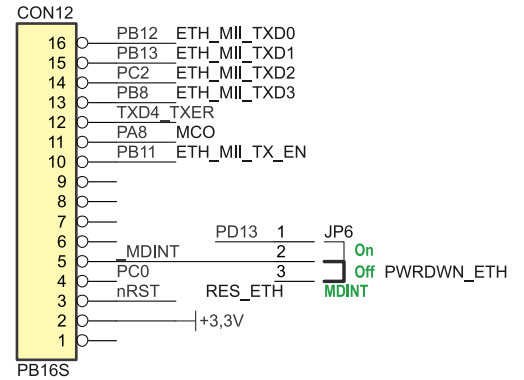 CON12
16 PB12 ETH_MII_TXD0
15 PB13 ETH_MII_TXD1
14 PC2 ETH_MII_TXD2
13 PB8 ETH_MII_TXD3
12 TXD4_TXER
11 PA8 MCO
10 PB11 ETH_MII_TX_EN
9
8
7
6 PD13 1 JP6
5 _MDINT 2 On
4 PC0 3 Off PWRDWN_ETH
3 nRST RES_ETH MDINT
2 +3,3V
1
PB16S